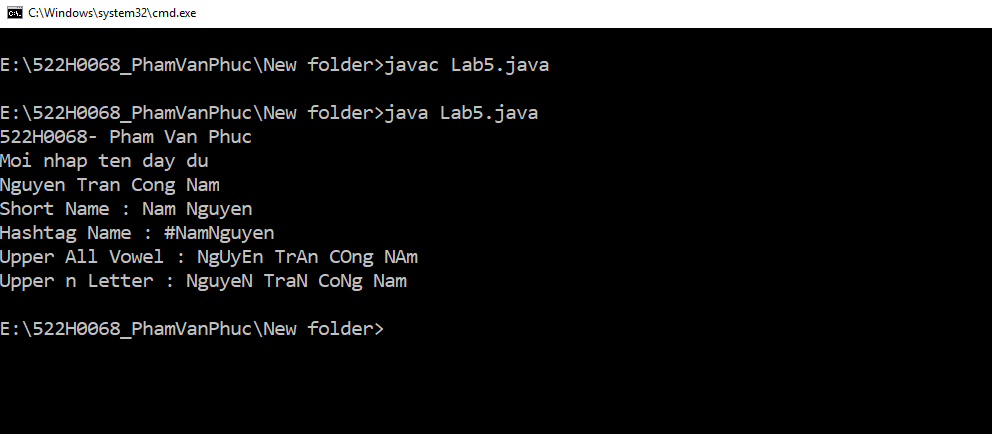 C:\Windows\system32\cmd.exe
E:\522H0068_PhamVanPhuc\New folder>javac Lab5.java
E:\522H0068_PhamVanPhuc\New folder>java Lab5.java
522H0068- Pham Van Phuc
Moi nhap ten day du
Nguyen Tran Cong Nam
Short Name : Nam Nguyen
Hashtag Name : #NamNguyen
Upper All Vowel : NgUyEn TrAn COng NAm
Upper n Letter : NguyeN TraN CoNg Nam
E:\522H0068_PhamVanPhuc\New folder>